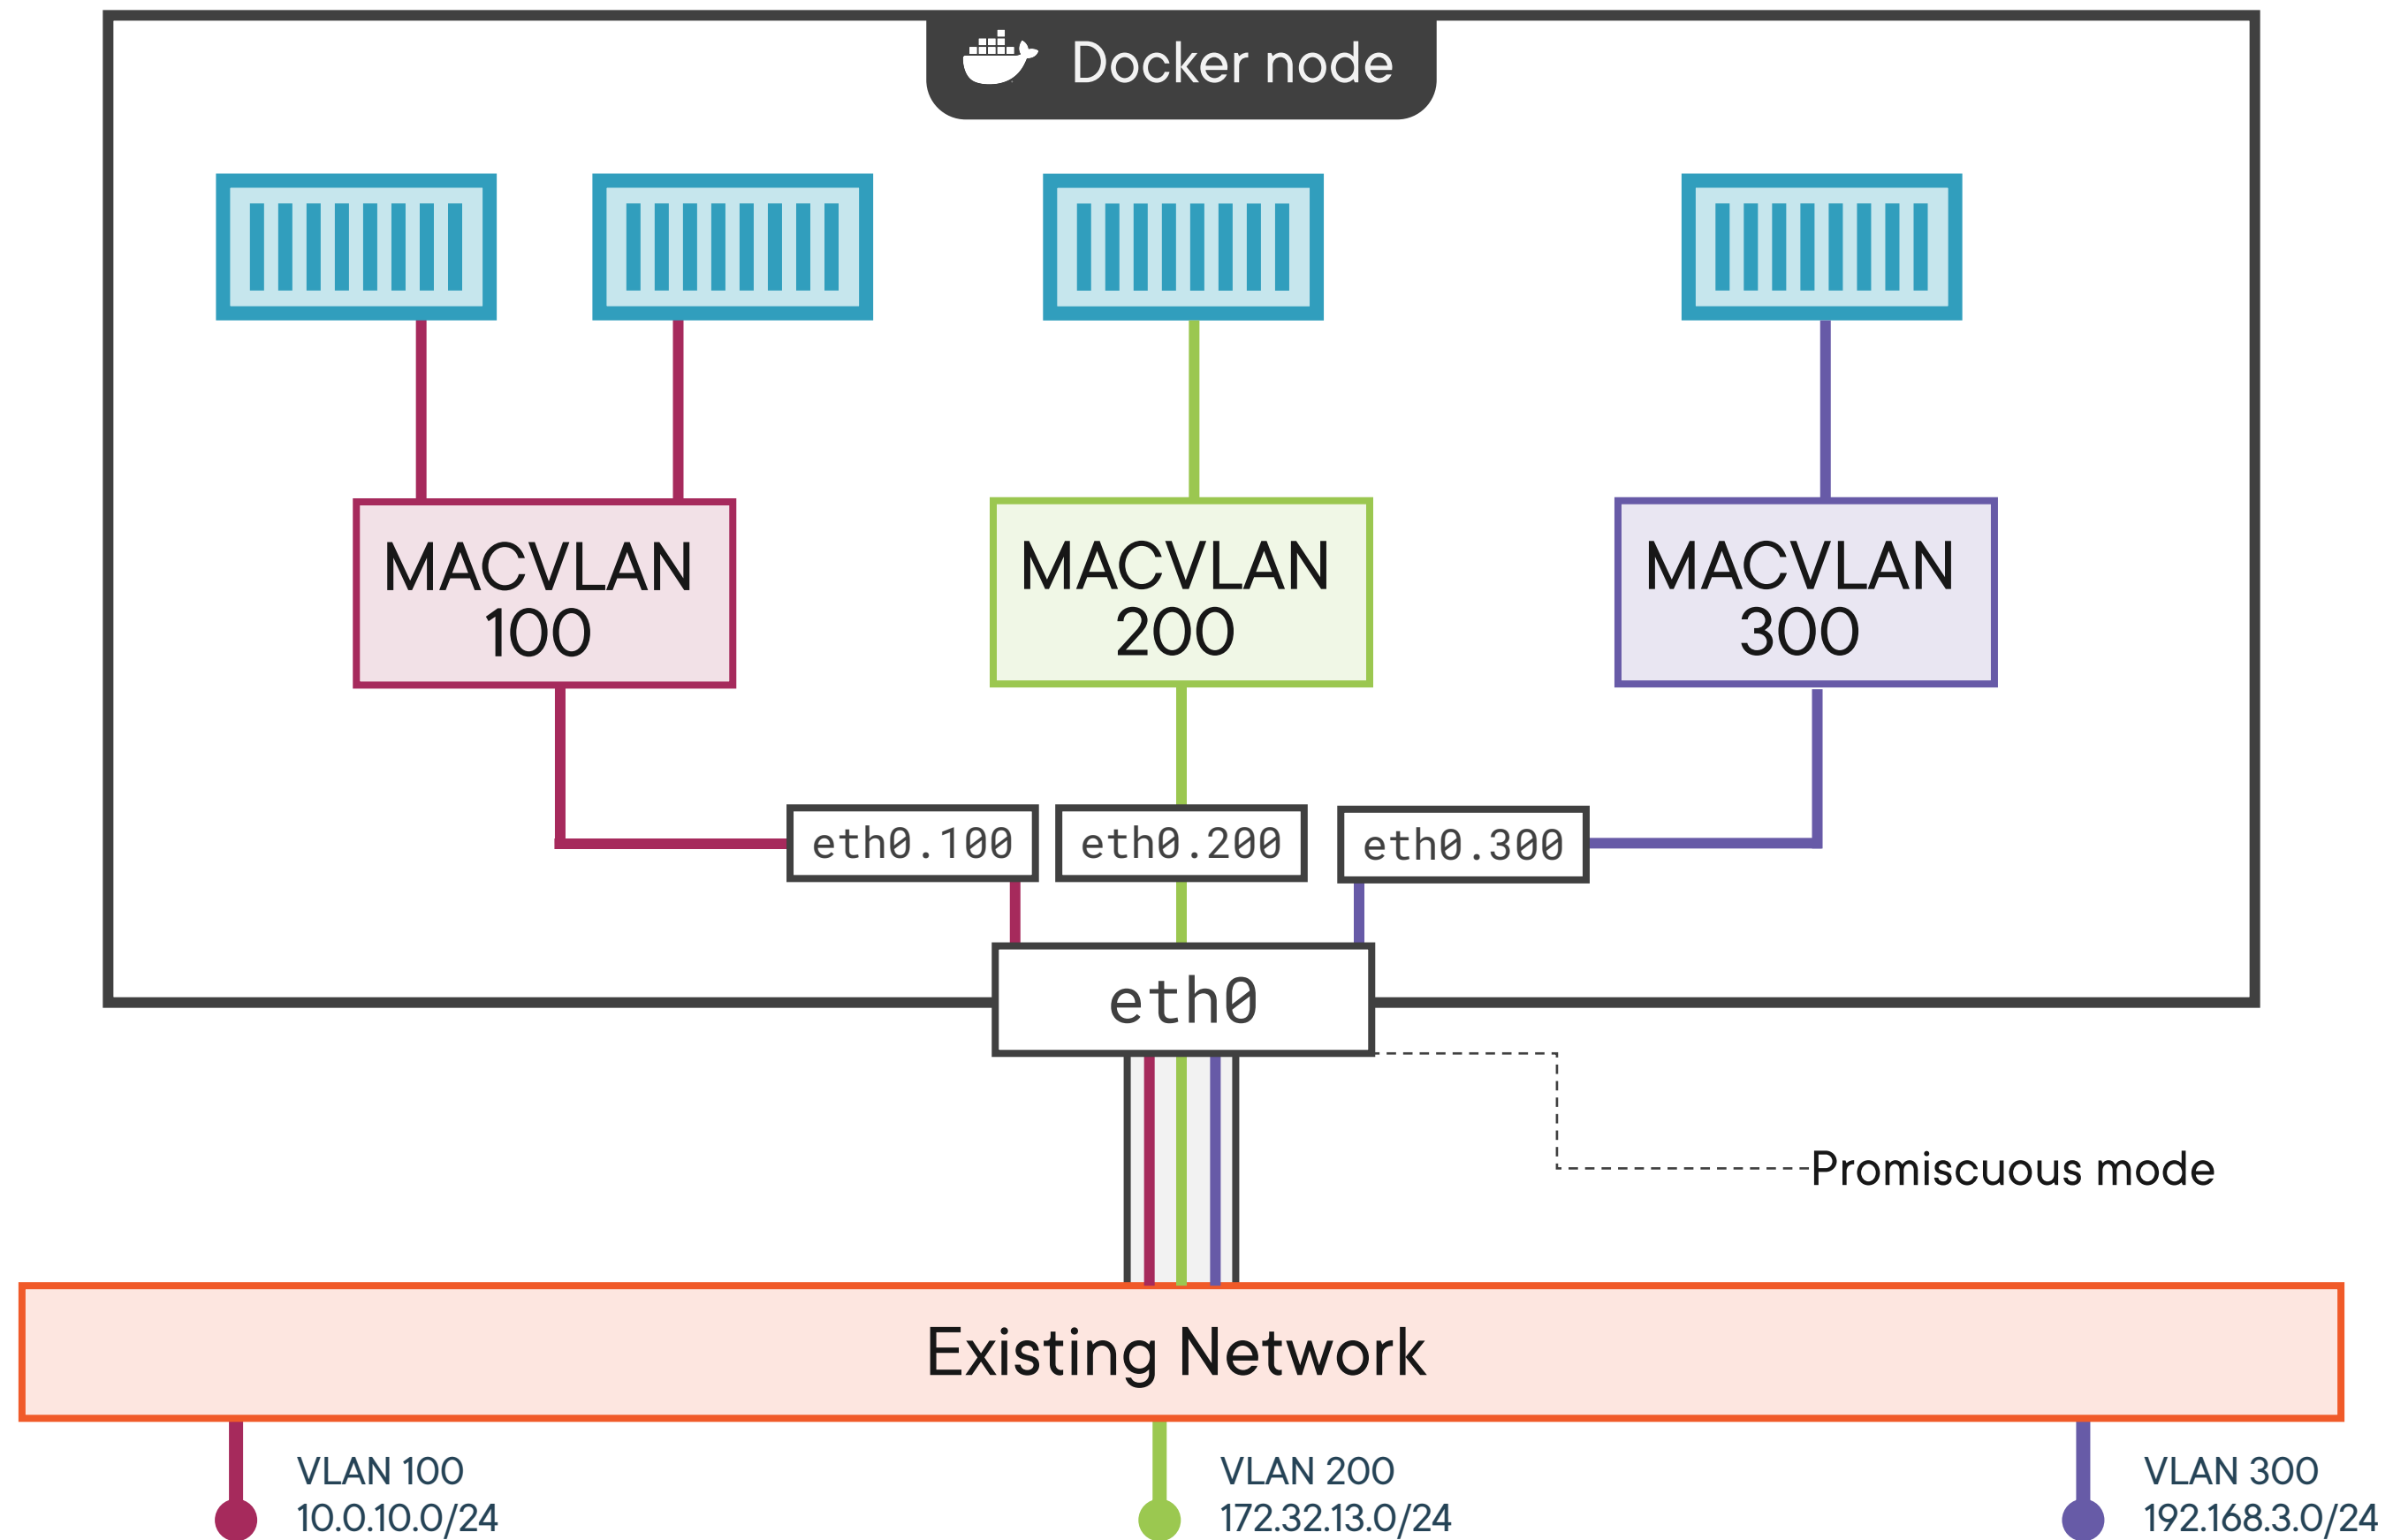 Docker node
MACVLAN
100
MACVLAN
200
MACVLAN
300
eth0.100
eth0.200
eth0.300
eth0
Promiscuous mode
Existing Network
VLAN 100
10.0.10.0/24
VLAN 200
172.32.13.0/24
VLAN 300
192.168.3.0/24